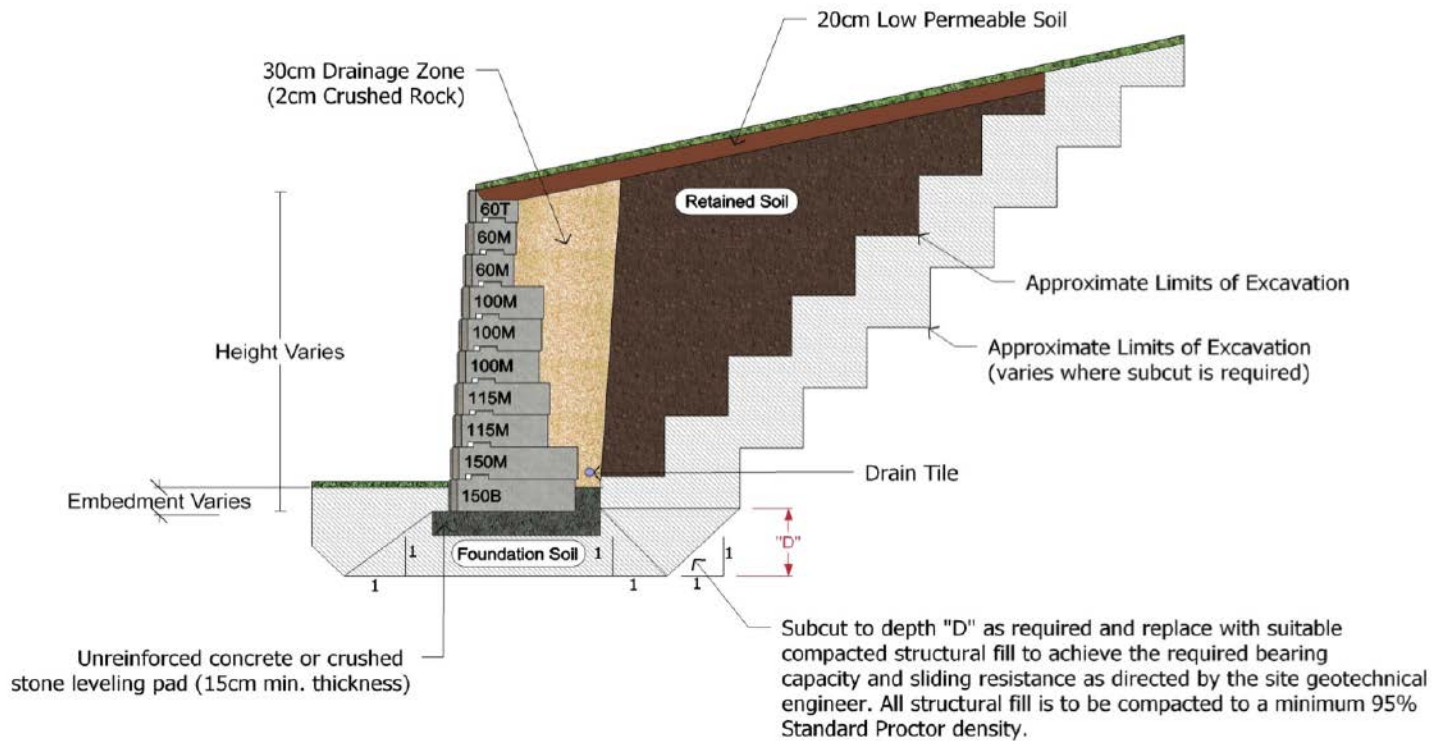 20cm Low Permeable Soil
30cm Drainage Zone
(2cm Crushed Rock)
60T
Retained Soil
60M
60M
Approximate Limits of Excavation
100M
100M
Height Varies
Approximate Limits of Excavation
(varies where subcut is required)
100M
115M
115M
150M
Drain Tile
Embedment Varies
150B
"D"
1
Foundation Soil
1
1
1
1
1
Subcut to depth "D" as required and replace with suitable
compacted structural fill to achieve the required bearing
capacity and sliding resistance as directed by the site geotechnical
engineer. All structural fill is to be compacted to a minimum 95%
Standard Proctor density.
Unreinforced concrete or crushed
stone leveling pad (15cm min. thickness)